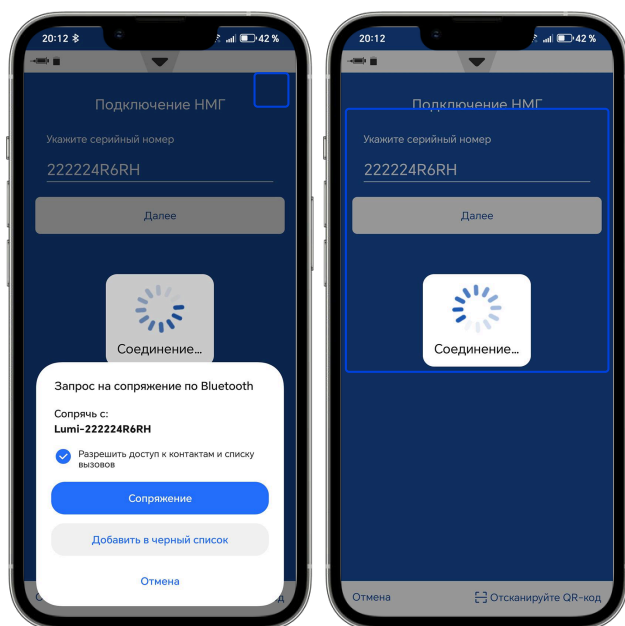 20:12
42 %
Подключение НМГ
Укажите серийный номер
222224R6RH
Далее
Соединение...
Запрос на сопряжение по Bluetooth
Сопрячь с:
Lumi-222224R6RH
Разрешить доступ к контактам и списку
вызовов
Сопряжение
Добавить в черный список
Отмена
20:12
42 %
Подключение НМГ
Укажите серийный номер
222224R6RH
Далее
Соединение...
Отмена
Отсканируйте QR-код